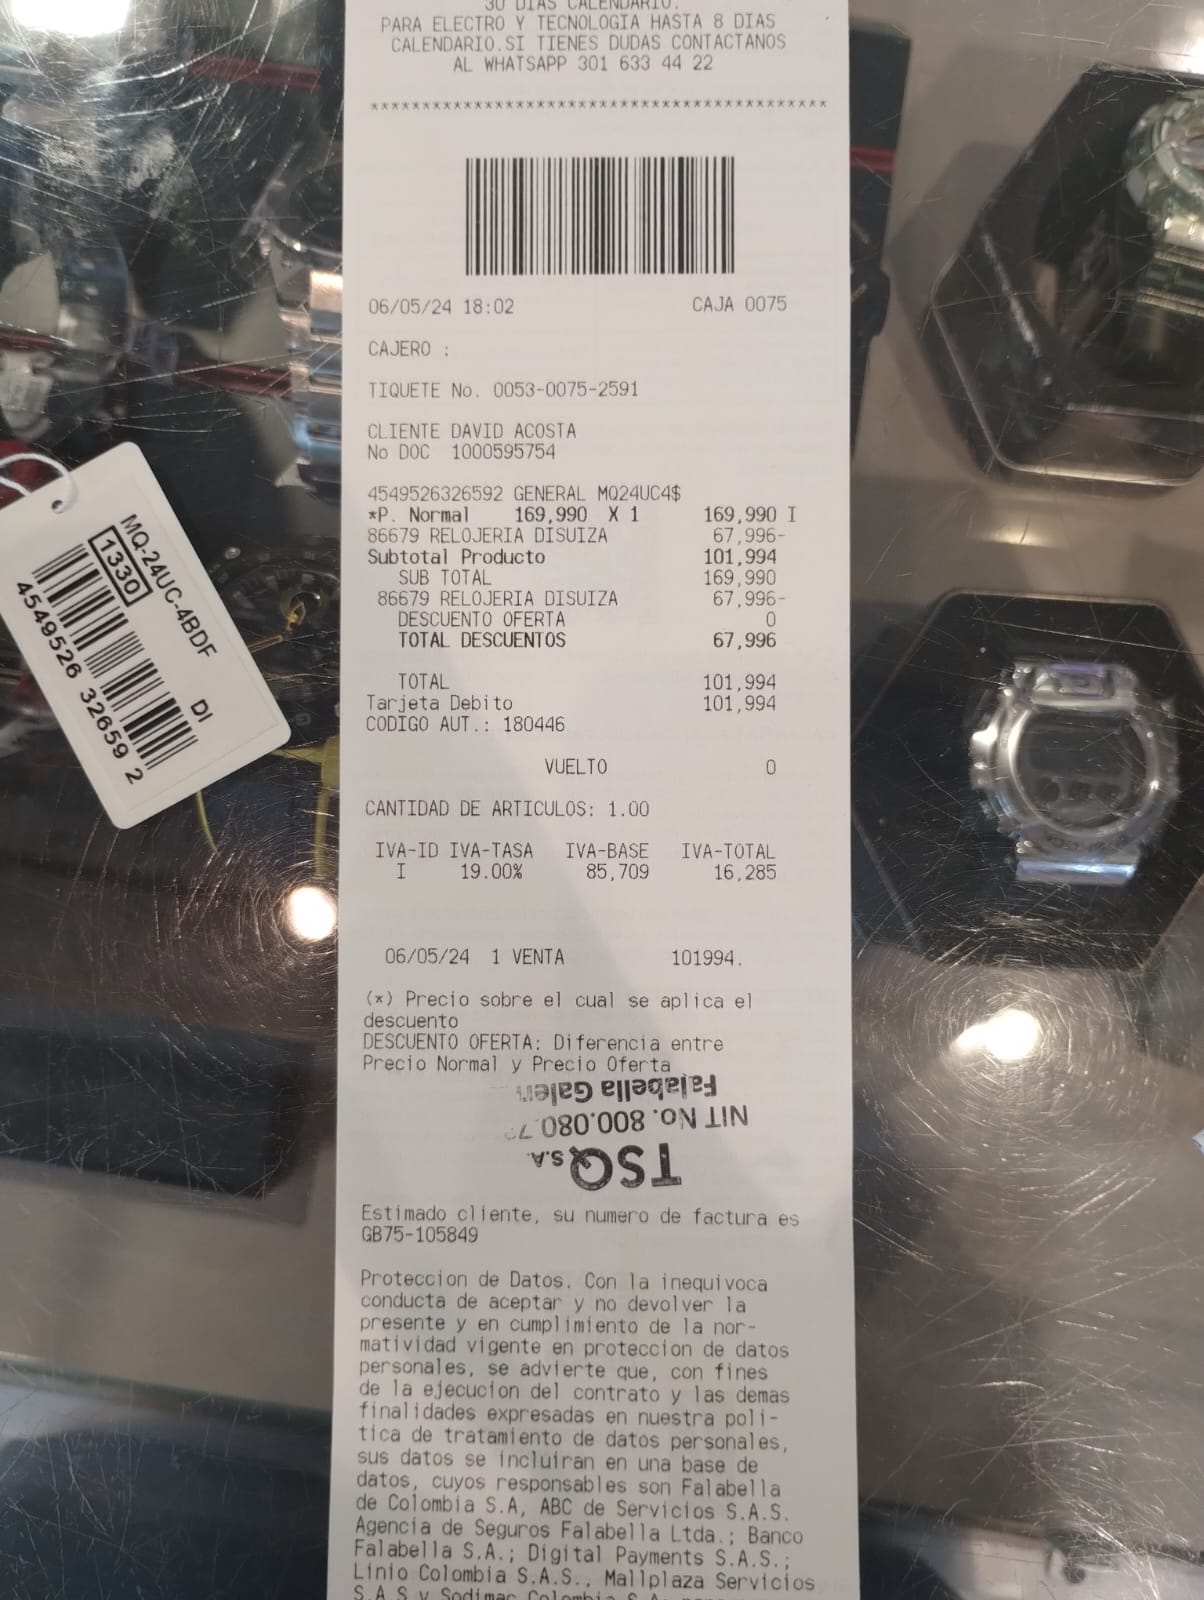 30 DIAS CALENDARIO.
PARA ELECTRO Y TECNOLOGIA HASTA 8 DIAS
CALENDARIO.SI TIENES DUDAS CONTACTANOS
AL WHATSAPP 301 633 44 22
********************************************
06/05/24 18:02 CAJA 0075
CAJERO :
TIQUETE No. 0053-0075-2591
CLIENTE DAVID ACOSTA
No DOC 1000595754
4549526326592 GENERAL MQ24UC4$
*P. Normal 169,990 X 1 169,990 I
86679 RELOJERIA DISUIZA 67,996-
Subtotal Producto 101,994
SUB TOTAL 169,990
86679 RELOJERIA DISUIZA 67,996-
DESCUENTO OFERTA 0
TOTAL DESCUENTOS 67,996
TOTAL 101,994
Tarjeta Debito 101,994
CODIGO AUT.: 180446
VUELTO 0
CANTIDAD DE ARTICULOS: 1.00
IVA-ID IVA-TASA IVA-BASE IVA-TOTAL
I 19.00% 85,709 16,285
06/05/24 1 VENTA 101994.
(*) Precio sobre el cual se aplica el
descuento
DESCUENTO OFERTA: Diferencia entre
Precio Normal y Precio Oferta
TSQ S.A.
NIT No. 800.080.7
Falabella Galer
Estimado cliente, su numero de factura es
GB75-105849
Proteccion de Datos. Con la inequivoca
conducta de aceptar y no devolver la
presente y en cumplimiento de la nor-
matividad vigente en proteccion de datos
personales, se advierte que, con fines
de la ejecucion del contrato y las demas
finalidades expresadas en nuestra poli-
tica de tratamiento de datos personales,
sus datos se incluiran en una base de
datos, cuyos responsables son Falabella
de Colombia S.A, ABC de Servicios S.A.S.
Agencia de Seguros Falabella Ltda.; Banco
Falabella S.A.; Digital Payments S.A.S.;
Linio Colombia S.A.S., Mallplaza Servicios
S.A.S y Sodimac Colombia S.A.
MQ-24UC-4BDF
1330 DI
4549526 32659 2